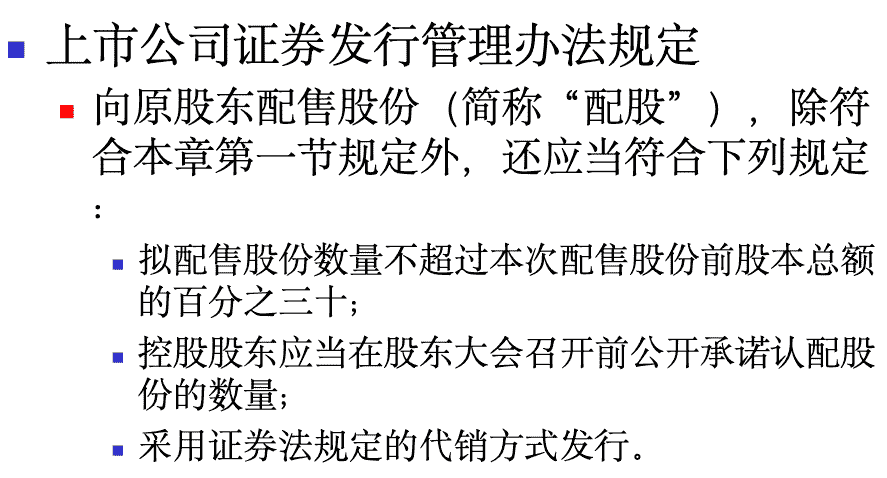 上市公司证券发行管理办法规定
向原股东配售股份（简称“配股”），除符
合本章第一节规定外，还应当符合下列规定
：
拟配售股份数量不超过本次配售股份前股本总额
的百分之三十；
控股股东应当在股东大会召开前公开承诺认配股
份的数量；
采用证券法规定的代销方式发行。